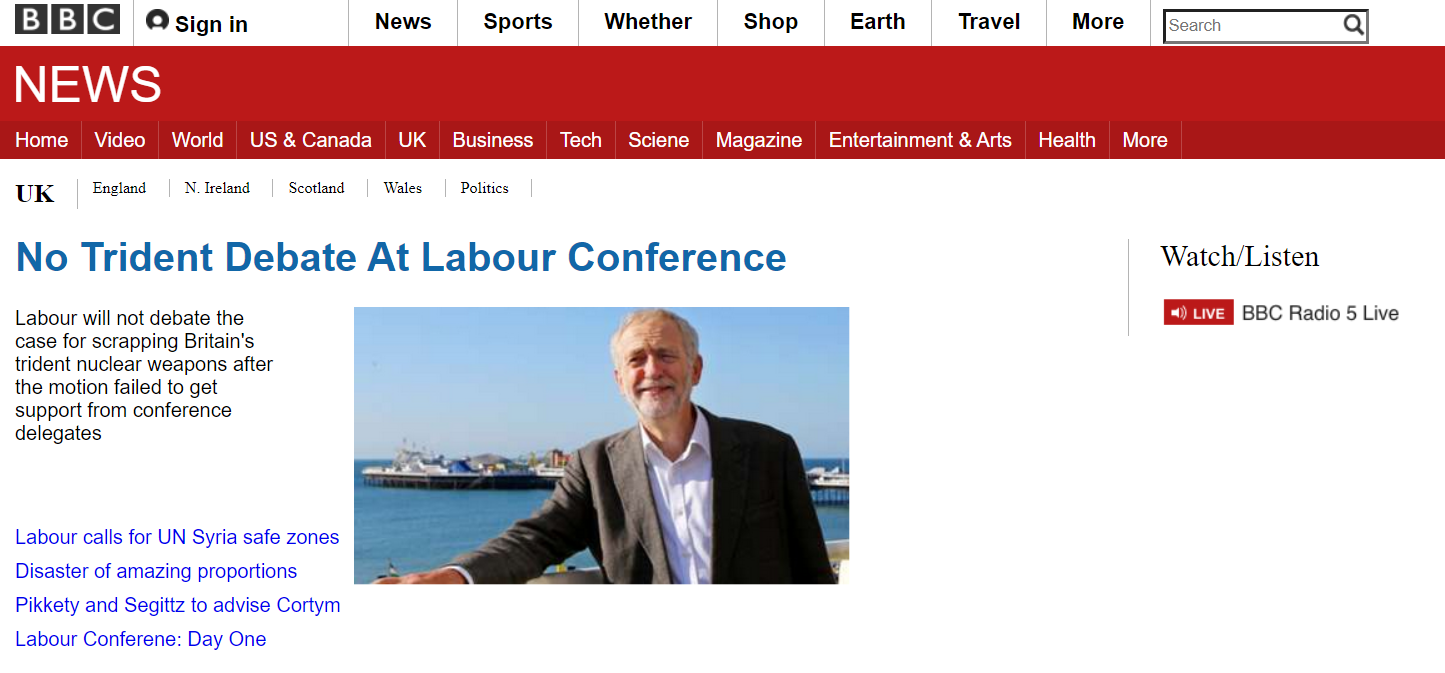 BBC Sign in News Sports Whether Shop Earth Travel More Search
NEWS
Home Video World US & Canada UK Business Tech Sciene Magazine Entertainment & Arts Health More
UK England N. Ireland Scotland Wales Politics
No Trident Debate At Labour Conference
Labour will not debate the
case for scrapping Britain's
trident nuclear weapons after
the motion failed to get
support from conference
delegates
Labour calls for UN Syria safe zones
Disaster of amazing proportions
Pikkety and Segittz to advise Cortym
Labour Conferene: Day One
Watch/Listen
LIVE BBC Radio 5 Live